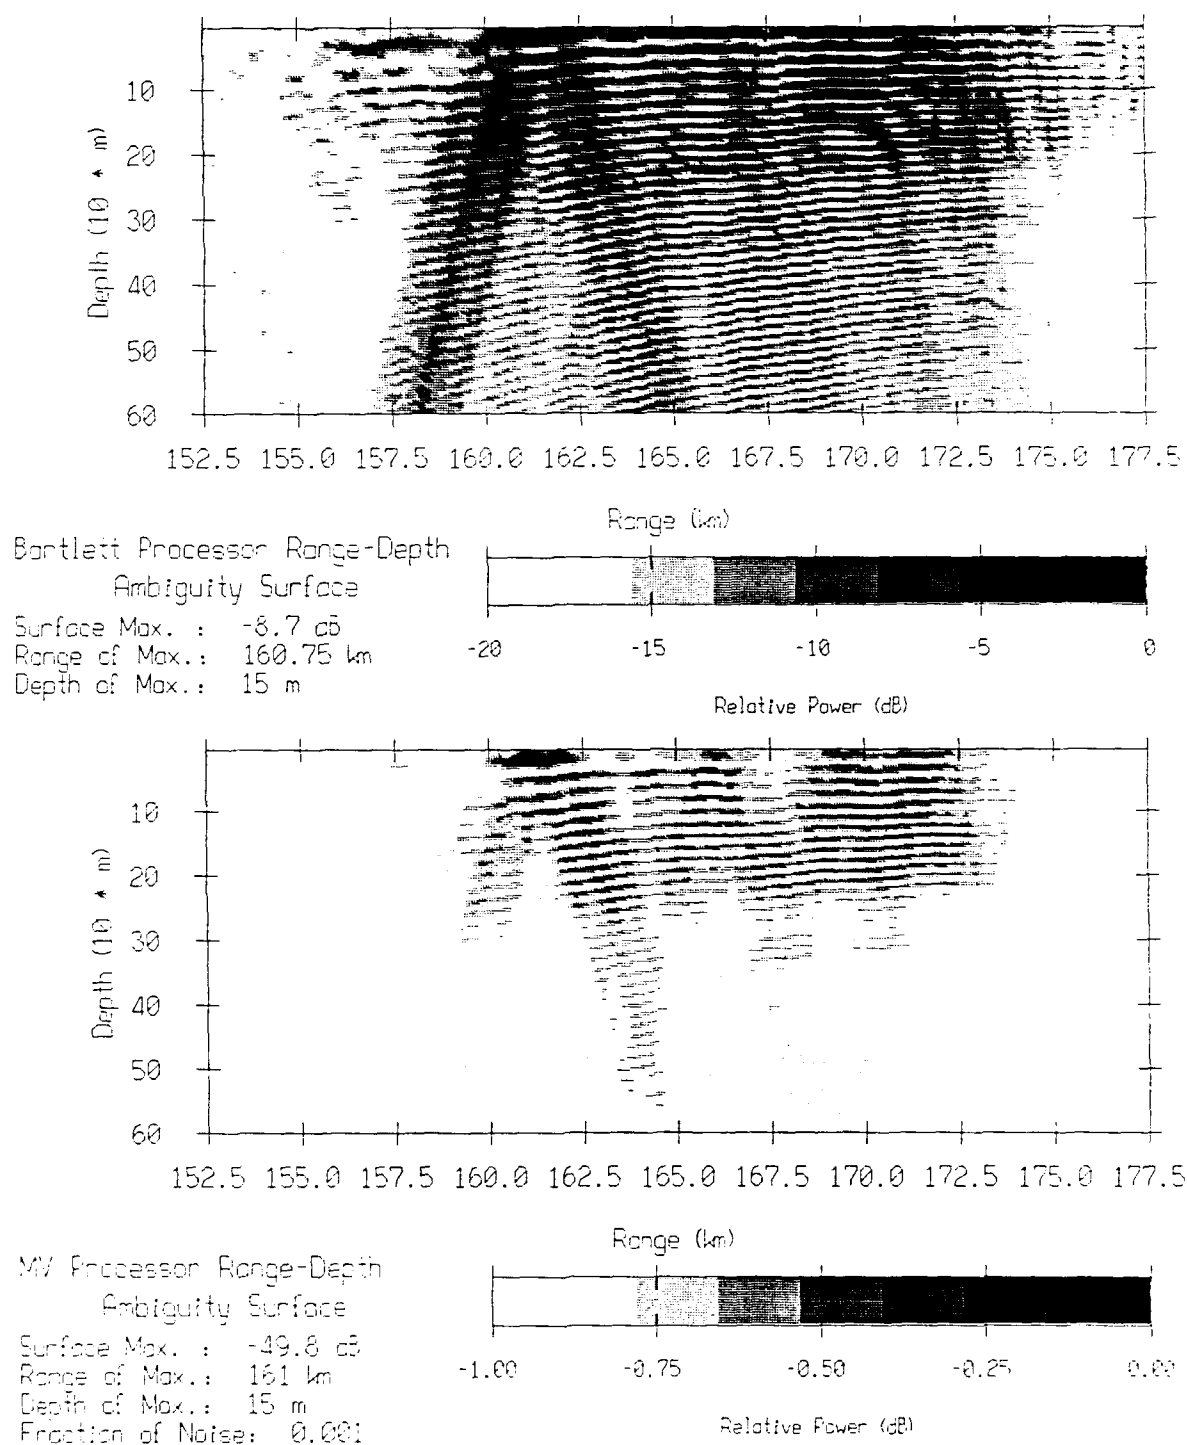 10
20
30
40
50
60
Depth (10 * m)
152.5 155.0 157.5 160.0 162.5 165.0 167.5 170.0 172.5 175.0 177.5
Range (km)
Bartlett Processor Range-Depth
Ambiguity Surface
Surface Max. : -8.7 dB
Range of Max.: 160.75 km
Depth of Max.: 15 m
-20 -15 -10 -5 0
Relative Power (dB)
10
20
30
40
50
60
Depth (10 * m)
152.5 155.0 157.5 160.0 162.5 165.0 167.5 170.0 172.5 175.0 177.5
Range (km)
MV Processor Range-Depth
Ambiguity Surface
Surface Max. : -49.8 dB
Range of Max.: 161 km
Depth of Max.: 15 m
Fraction of Noise: 0.001
-1.00 -0.75 -0.50 -0.25 0.00
Relative Power (dB)